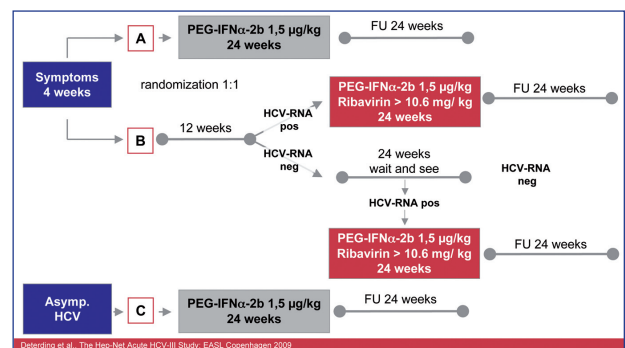 A
PEG-IFNα-2b 1,5 µg/kg
24 weeks
FU 24 weeks
Symptoms
4 weeks
randomization 1:1
B
12 weeks
HCV-RNA
pos
PEG-IFNα-2b 1,5 µg/kg
Ribavirin > 10.6 mg/ kg
24 weeks
FU 24 weeks
HCV-RNA
neg
24 weeks
wait and see
HCV-RNA
neg
HCV-RNA pos
PEG-IFNα-2b 1,5 µg/kg
Ribavirin > 10.6 mg/ kg
24 weeks
FU 24 weeks
Asymp.
HCV
C
PEG-IFNα-2b 1,5 µg/kg
24 weeks
FU 24 weeks
Deterding et al., The Hep-Net Acute HCV-III Study: EASL Copenhagen 2009